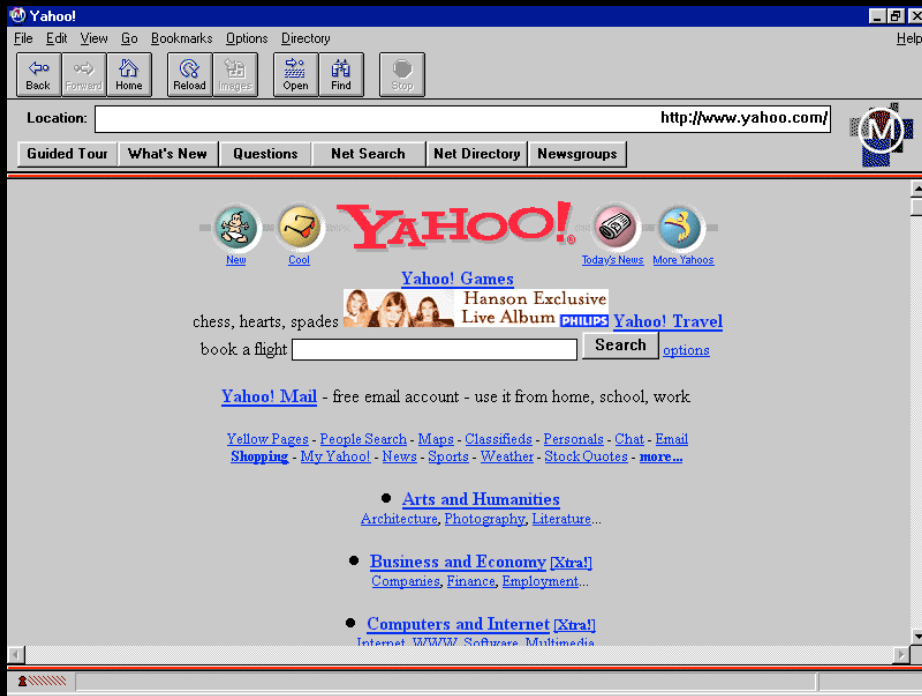 Yahoo!
File Edit View Go Bookmarks Options Directory Help
Back Forward Home Reload Images Open Find Stop
Location: http://www.yahoo.com/
M
Guided Tour What's New Questions Net Search Net Directory Newsgroups
YAHOO!
New Cool Today's News More Yahoos
Yahoo! Games
chess, hearts, spades Hanson Exclusive Live Album PHILIPS Yahoo! Travel
book a flight Search options
Yahoo! Mail - free email account - use it from home, school, work
Yellow Pages - People Search - Maps - Classifieds - Personals - Chat - Email
Shopping - My Yahoo! - News - Sports - Weather - Stock Quotes - more...
• Arts and Humanities
Architecture, Photography, Literature...
• Business and Economy [Xtra!]
Companies, Finance, Employment...
• Computers and Internet [Xtra!]
Internet, WWW, Software, Multimedia